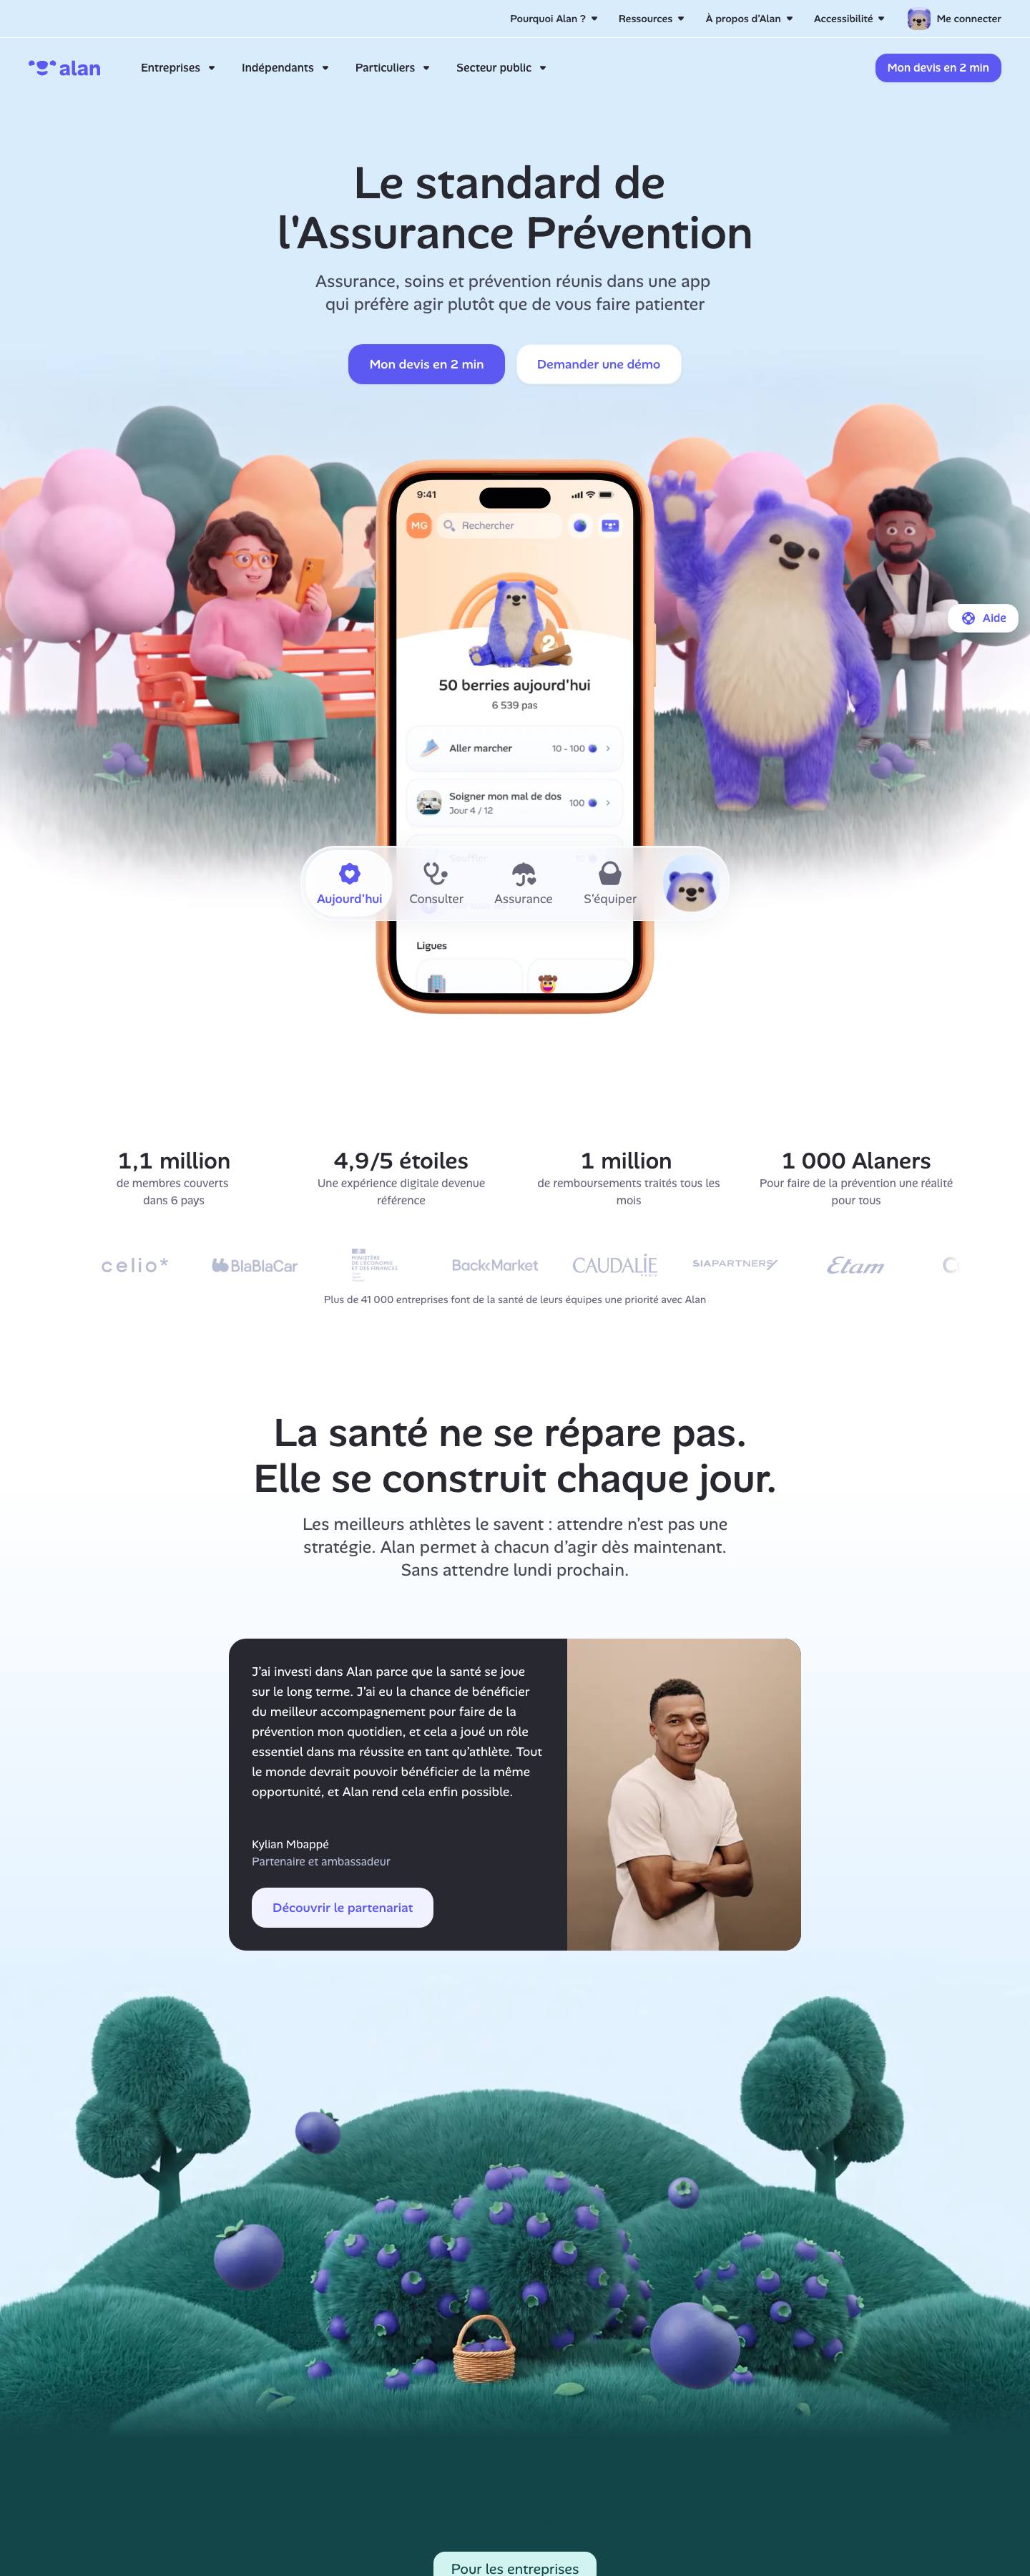 Pourquoi Alan ?
Ressources
À propos d'Alan
Accessibilité
Me connecter
alan
Entreprises
Indépendants
Particuliers
Secteur public
Mon devis en 2 min
Le standard de
l'Assurance Prévention
Assurance, soins et prévention réunis dans une app
qui préfère agir plutôt que de vous faire patienter
Mon devis en 2 min
Demander une démo
9:41
MG
Rechercher
2
50 berries aujourd'hui
6 539 pas
Aller marcher
10 - 100
Soigner mon mal de dos
Jour 4 / 12
100
Souffler
Aide
Aujourd'hui
Consulter
Assurance
S'équiper
Ligues
1,1 million
de membres couverts
dans 6 pays
4,9/5 étoiles
Une expérience digitale devenue
référence
1 million
de remboursements traités tous les
mois
1 000 Alaners
Pour faire de la prévention une réalité
pour tous
celio*
BlaBlaCar
MINISTÈRE
DE L'ÉCONOMIE
ET DES FINANCES
Back Market
CAUDALIE
PARIS
SIAPARTNERS
Etam
Plus de 41 000 entreprises font de la santé de leurs équipes une priorité avec Alan
La santé ne se répare pas.
Elle se construit chaque jour.
Les meilleurs athlètes le savent : attendre n’est pas une
stratégie. Alan permet à chacun d’agir dès maintenant.
Sans attendre lundi prochain.
J’ai investi dans Alan parce que la santé se joue
sur le long terme. J’ai eu la chance de bénéficier
du meilleur accompagnement pour faire de la
prévention mon quotidien, et cela a joué un rôle
essentiel dans ma réussite en tant qu’athlète. Tout
le monde devrait pouvoir bénéficier de la même
opportunité, et Alan rend cela enfin possible.
Kylian Mbappé
Partenaire et ambassadeur
Découvrir le partenariat
Pour les entreprises